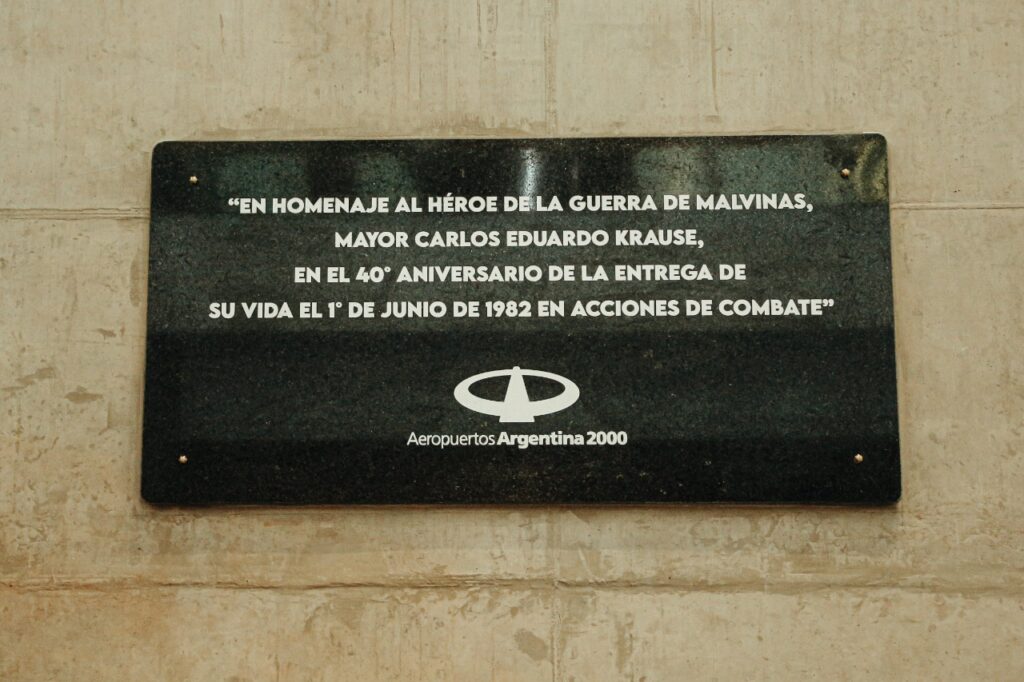 “EN HOMENAJE AL HÉROE DE LA GUERRA DE MALVINAS,
MAYOR CARLOS EDUARDO KRAUSE,
EN EL 40° ANIVERSARIO DE LA ENTREGA DE
SU VIDA EL 1° DE JUNIO DE 1982 EN ACCIONES DE COMBATE”
Aeropuertos Argentina 2000